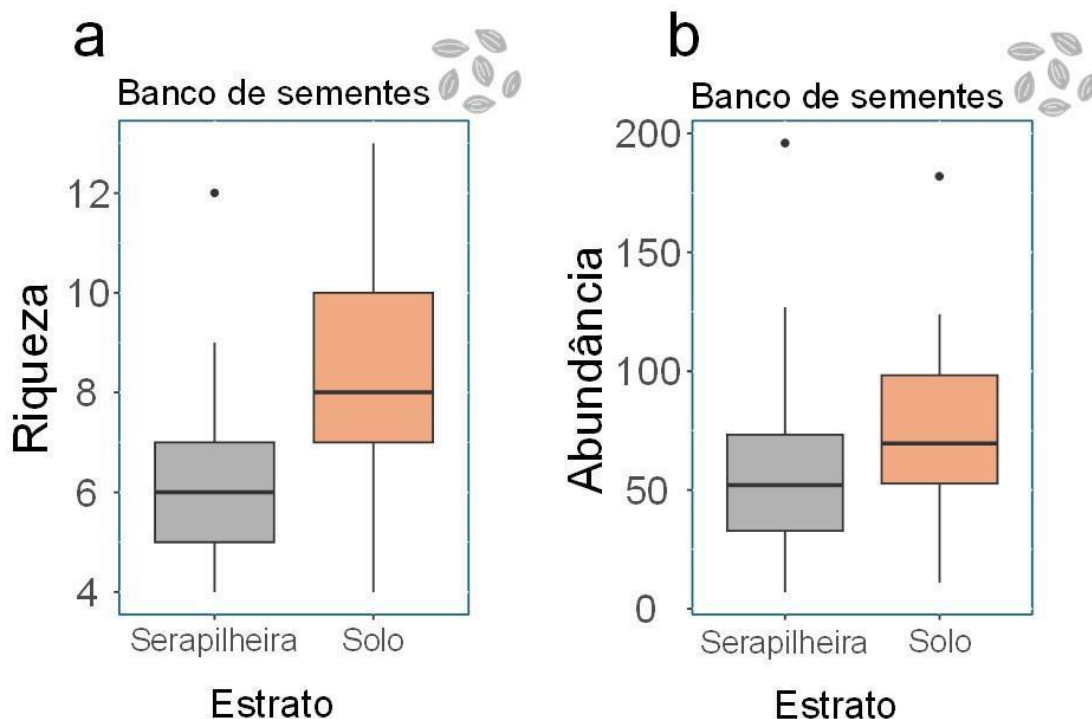 a
Banco de sementes
Riqueza
12
10
8
6
4
Serapilheira Solo
Estrato
b
Banco de sementes
Abundância
200
150
100
50
0
Serapilheira Solo
Estrato